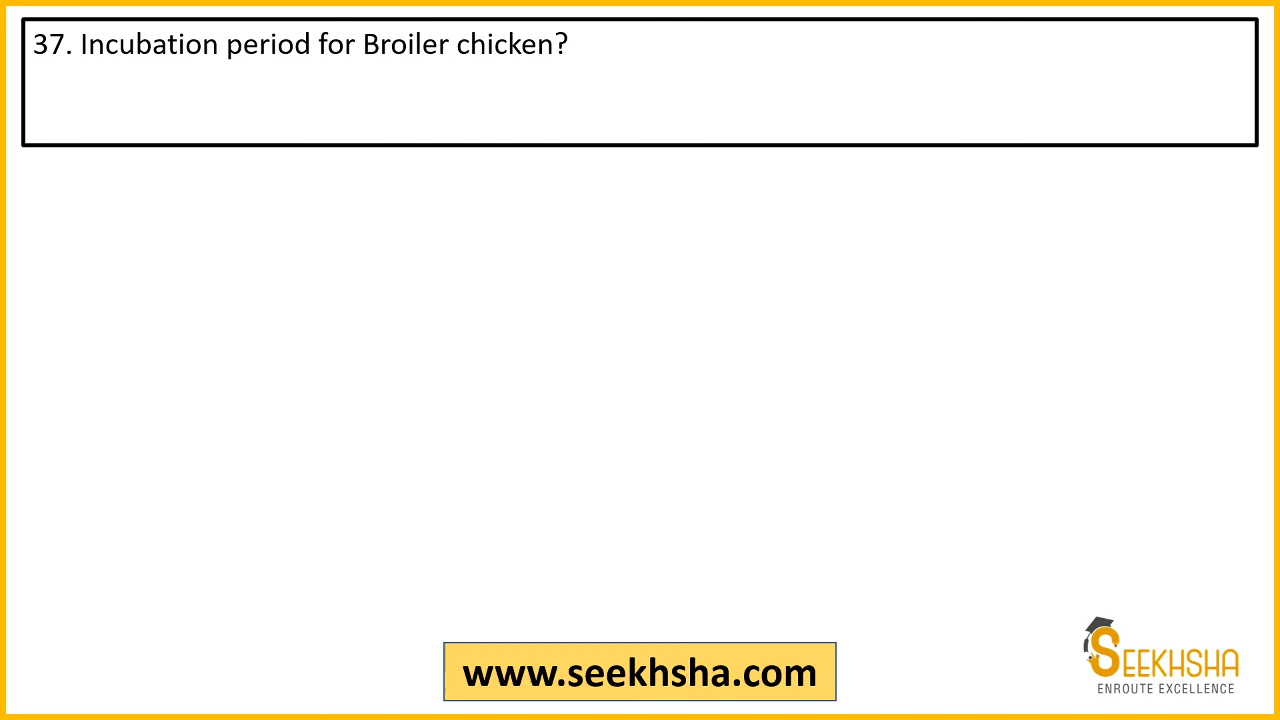 37. Incubation period for Broiler chicken?
www.seekhsha.com
SEEKHSHA
ENROUTE EXCELLENCE